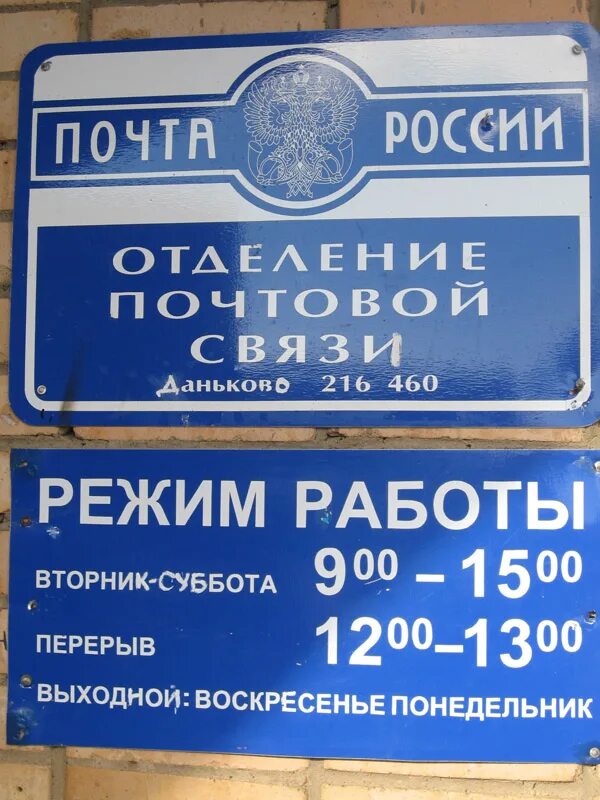 ПОЧТА РОССИИ
ОТДЕЛЕНИЕ
ПОЧТОВОЙ
СВЯЗИ
Даньково 216 460
РЕЖИМ РАБОТЫ
ВТОРНИК-СУББОТА 9⁰⁰ – 15⁰⁰
ПЕРЕРЫВ 12⁰⁰–13⁰⁰
ВЫХОДНОЙ: ВОСКРЕСЕНЬЕ ПОНЕДЕЛЬНИК